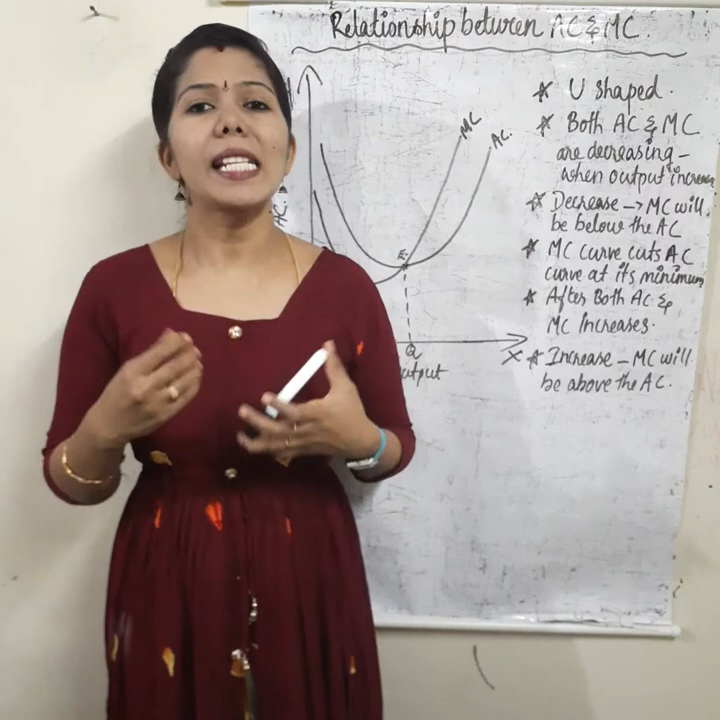 Relationship between AC & MC.
MC
AC.
AC.
E
Q
X
utput
* U shaped.
* Both AC & MC
are decreasing -
when output increas
* Decrease → MC will
be below the AC
* MC curve cuts AC
curve at its minimum
* After Both AC &
MC increases.
* Increase - MC will
be above the AC.